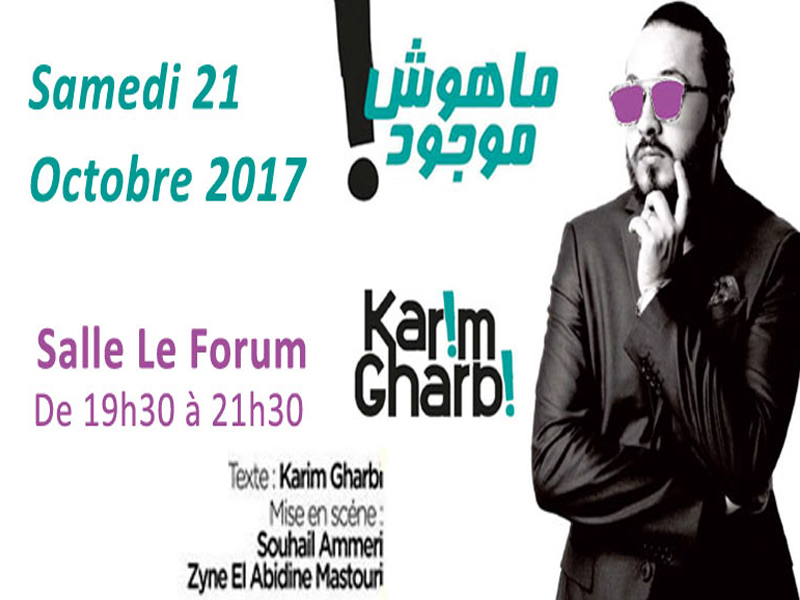 Samedi 21
Octobre 2017
!
ماهوش
موجود
Salle Le Forum
De 19h30 à 21h30
Kar!m
Gharb!
Texte : Karim Gharbi
Mise en scéne :
Souhail Ammeri
Zyne El Abidine Mastouri